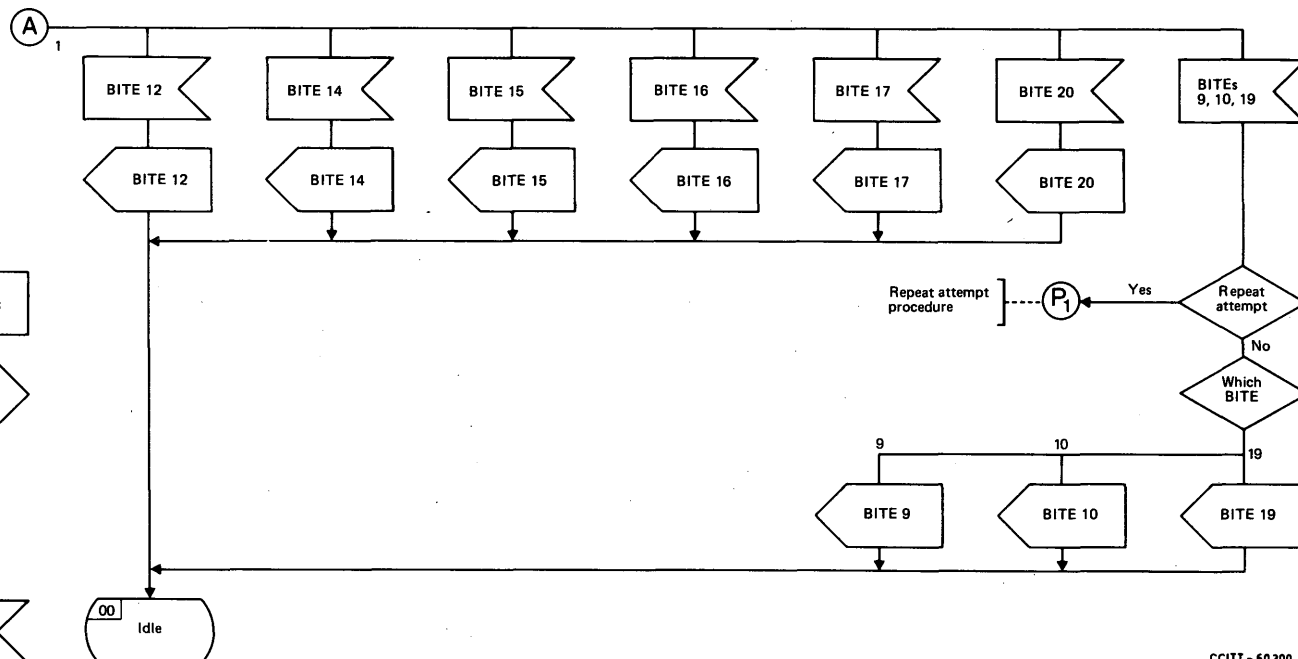 A
1
BITE 12
BITE 14
BITE 15
BITE 16
BITE 17
BITE 20
BITEs
9, 10, 19
BITE 12
BITE 14
BITE 15
BITE 16
BITE 17
BITE 20
Repeat attempt
procedure
P1
Yes
Repeat
attempt
No
Which
BITE
9
10
19
BITE 9
BITE 10
BITE 19
00
Idle
CCITT - 60300